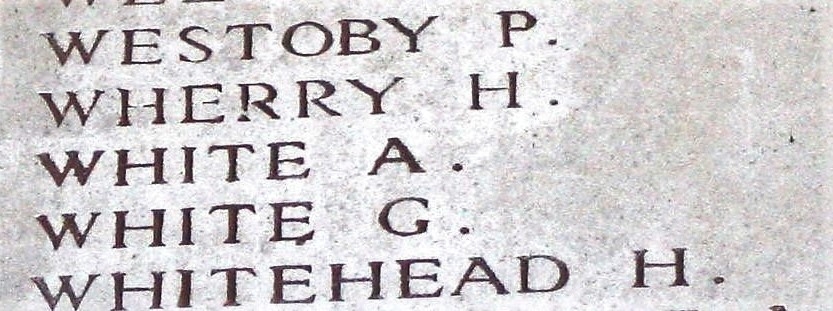 WESTOBY P.
WHERRY H.
WHITE A.
WHITE G.
WHITEHEAD H.